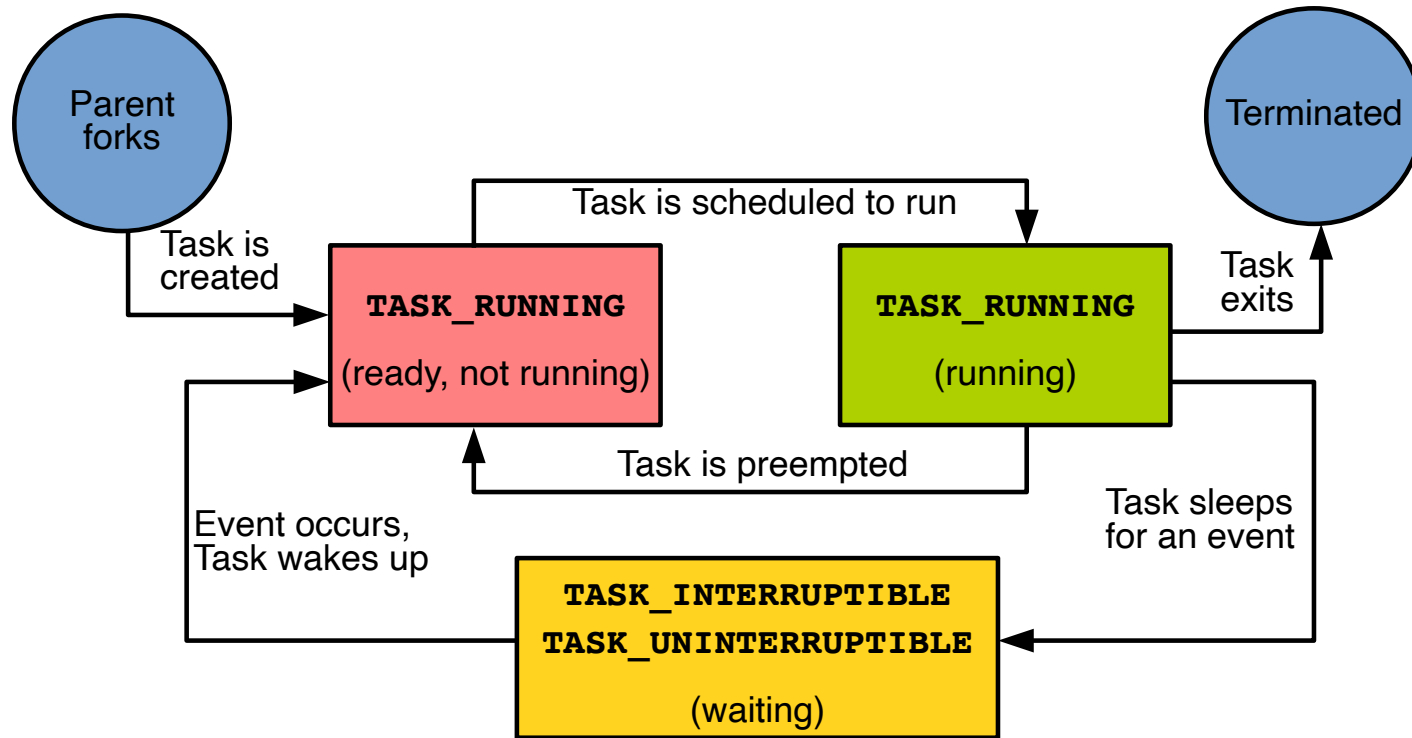 Parent
forks
Terminated
Task is scheduled to run
Task is
created
TASK_RUNNING
(ready, not running)
TASK_RUNNING
(running)
Task
exits
Task is preempted
Event occurs,
Task wakes up
Task sleeps
for an event
TASK_INTERRUPTIBLE
TASK_UNINTERRUPTIBLE
(waiting)